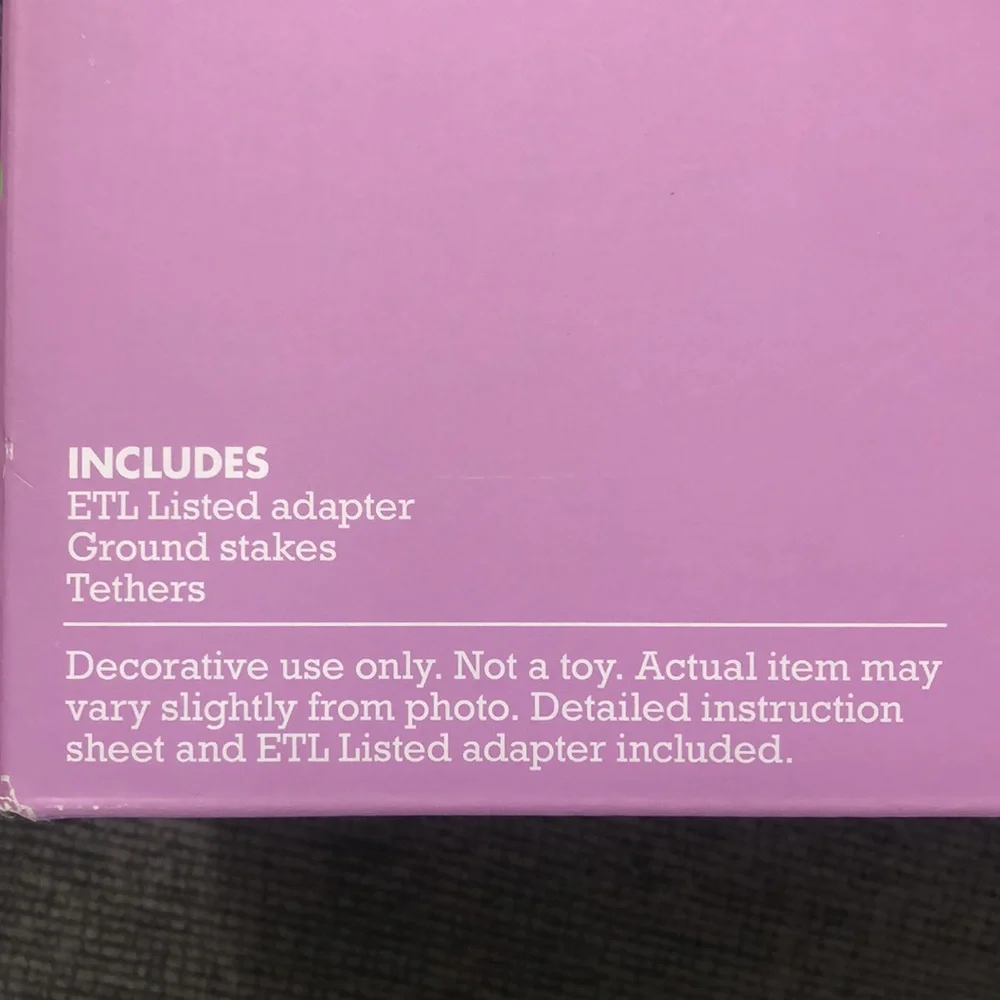 INCLUDES
ETL Listed adapter
Ground stakes
Tethers
Decorative use only. Not a toy. Actual item may
vary slightly from photo. Detailed instruction
sheet and ETL Listed adapter included.